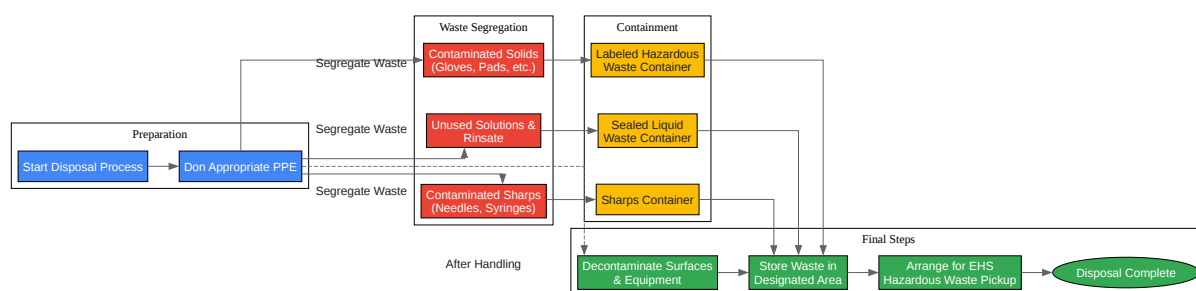 Waste Segregation
Containment
Contaminated Solids
(Gloves, Pads, etc.)
Labeled Hazardous
Waste Container
Segregate Waste
Segregate Waste
Unused Solutions &
Rinsate
Sealed Liquid
Waste Container
Preparation
Start Disposal Process
Don Appropriate PPE
Segregate Waste
Contaminated Sharps
(Needles, Syringes)
Sharps Container
Final Steps
After Handling
Decontaminate Surfaces
& Equipment
Store Waste in
Designated Area
Arrange for EHS
Hazardous Waste Pickup
Disposal Complete